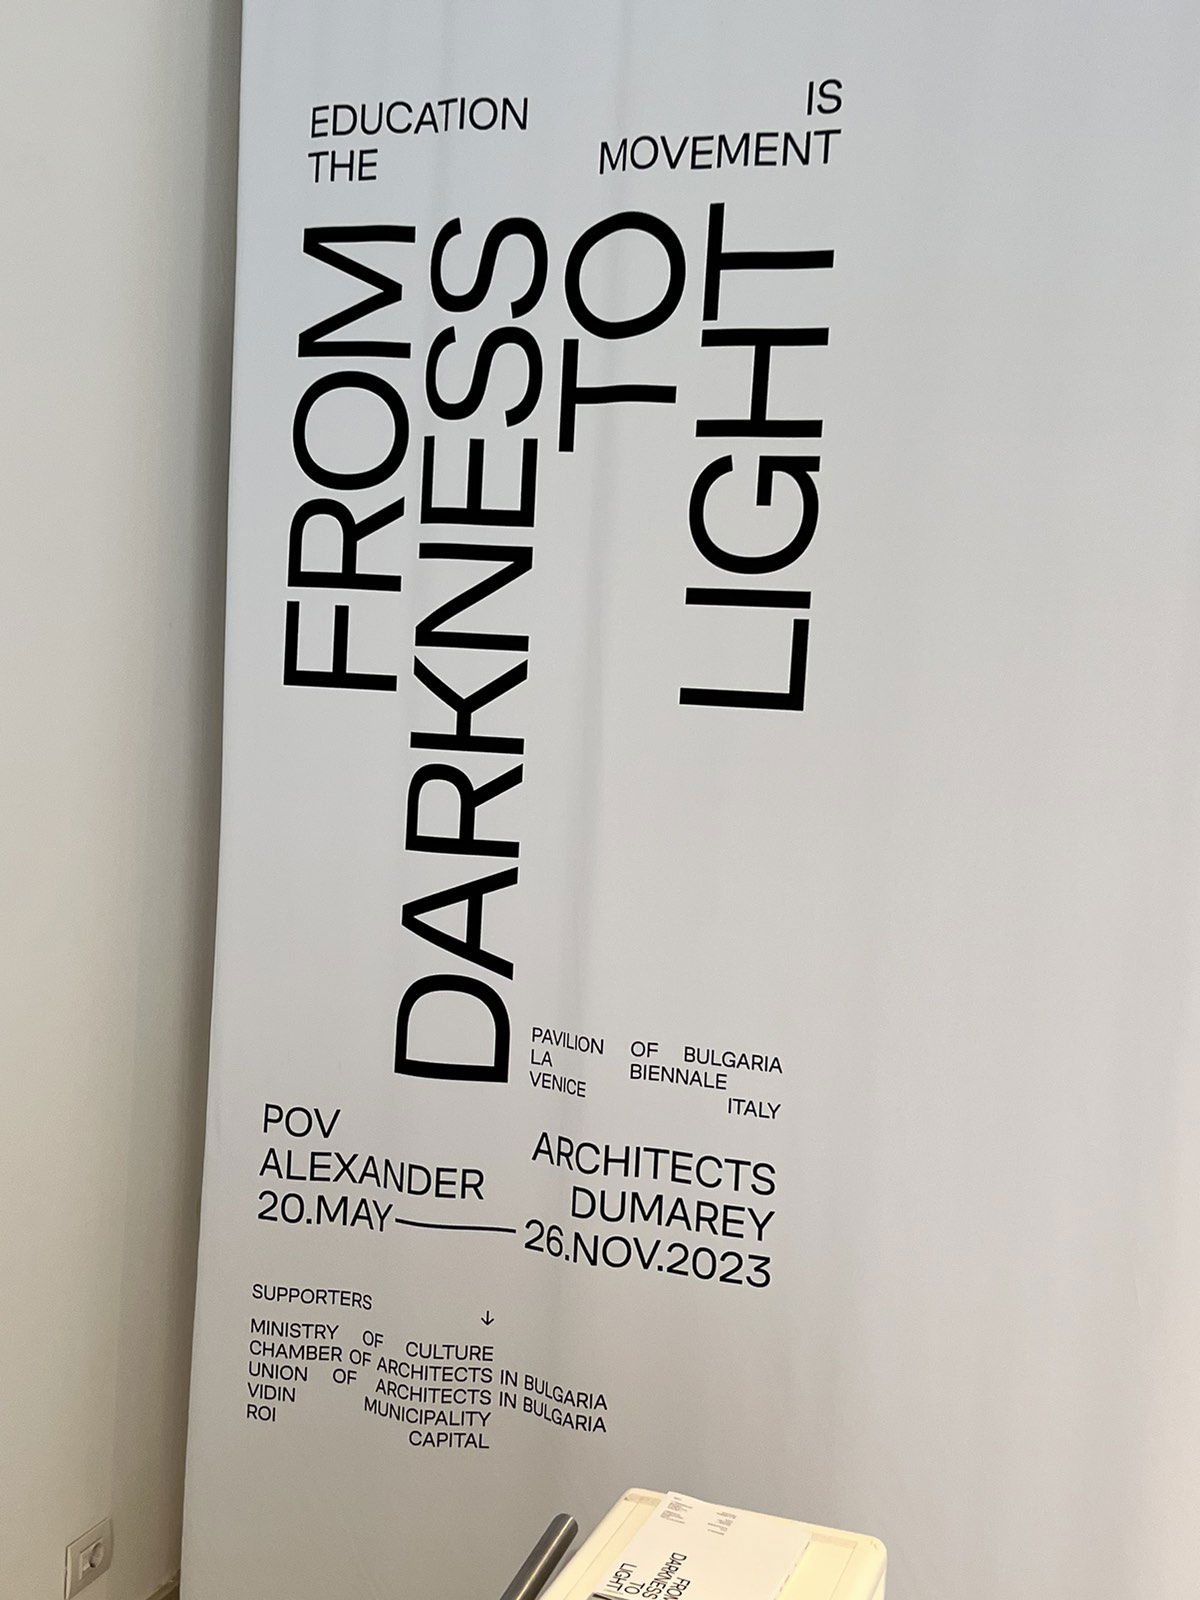 EDUCATION IS
THE MOVEMENT
FROM
DARKNESS
TO
LIGHT
PAVILION OF BULGARIA
LA BIENNALE
VENICE ITALY
POV ARCHITECTS
ALEXANDER DUMAREY
20.MAY——26.NOV.2023
SUPPORTERS ↓
MINISTRY OF CULTURE
CHAMBER OF ARCHITECTS IN BULGARIA
UNION OF ARCHITECTS IN BULGARIA
VIDIN MUNICIPALITY
ROI CAPITAL
FROM
DARKNESS
TO
LIGHT